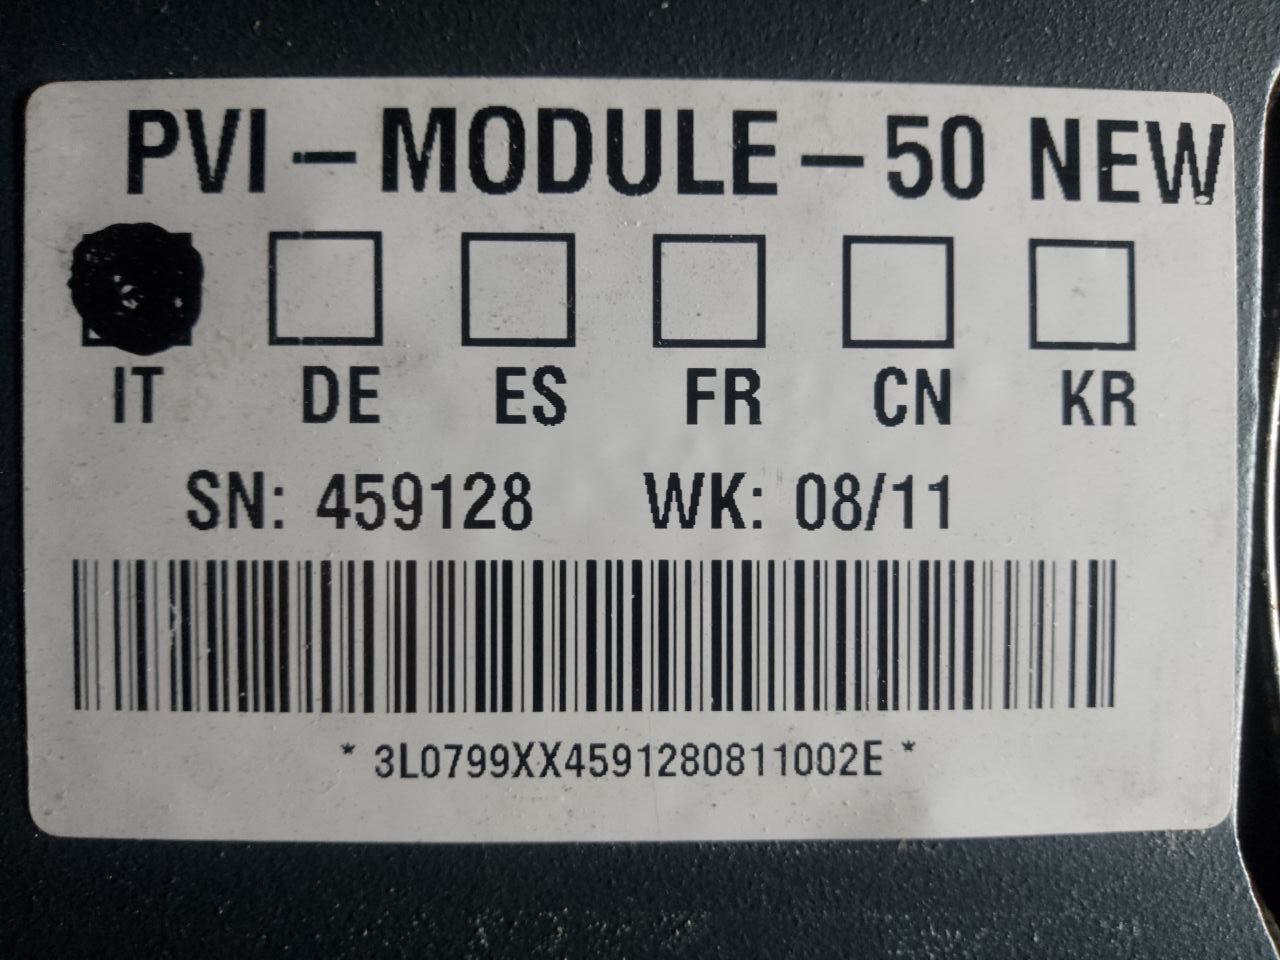 PVI-MODULE-50 NEW
IT DE ES FR CN KR
SN: 459128 WK: 08/11
* 3L0799XX4591280811002E *